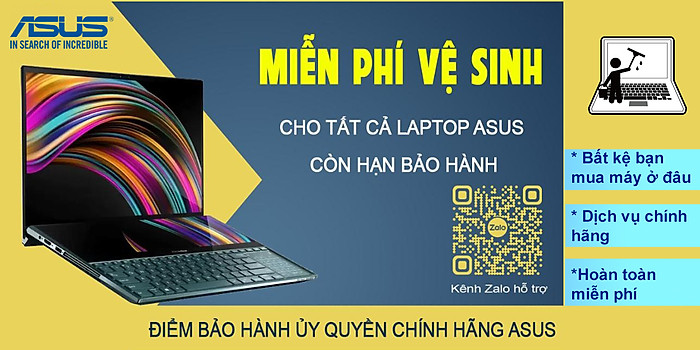 ASUS
IN SEARCH OF INCREDIBLE
MIỄN PHÍ VỆ SINH
CHO TẤT CẢ LAPTOP ASUS
CÒN HẠN BẢO HÀNH
Zalo
Kênh Zalo hỗ trợ
* Bất kệ bạn
mua máy ở đâu
* Dịch vụ chính
hãng
*Hoàn toàn
miễn phí
ĐIỂM BẢO HÀNH ỦY QUYỀN CHÍNH HÃNG ASUS